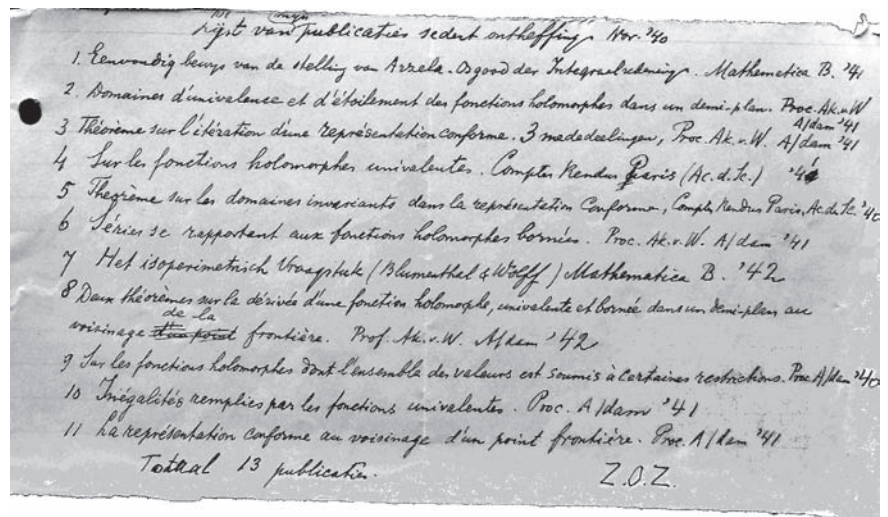 mijn
Lijst van publicaties sedert ontheffing Nov. '40
1. Eenvoudig bewijs van de stelling van Arzela-Osgood der Integraalrekening. Mathematica B. '41
2. Domaines d'univalence et d'étoilement des fonctions holomorphes dans un demi-plan. Proc. Ak. v. W
A/dam '41
3 Théorème sur l'itération d'une représentation conforme. 3 mededeelingen, Proc. Ak. v. W. A/dam '41
4 Sur les fonctions holomorphes univalentes. Comptes Rendus Paris (Ac. d. Sc.)
5 Théorème sur les domaines invariants dans la représentation Conforme, Comptes Rendus Paris, Ac. de Sc. '40
6 Séries se rapportant aux fonctions holomorphes bornées. Proc. Ak. v. W. A/dam '41
7 Het isoperimetrisch Vraagstuk (Blumenthal & Wolff) Mathematica B. '42
8 Deux théorèmes sur la dérivée d'une fonction holomorphe, univalente et bornée dans un demi-plan au
de la
voisinage d'un point frontière. Prof. Ak. v. W. A/dam '42
9 Sur les fonctions holomorphes dont l'ensemble des valeurs est soumis à certaines restrictions. Proc A/dam '40
10 Inégalités remplies par les fonctions univalentes. Proc. A/dam '41
11 La représentation conforme au voisinage d'un point frontière. Proc. A/dam '41
Totaal 13 publicaties.
Z.O.Z.